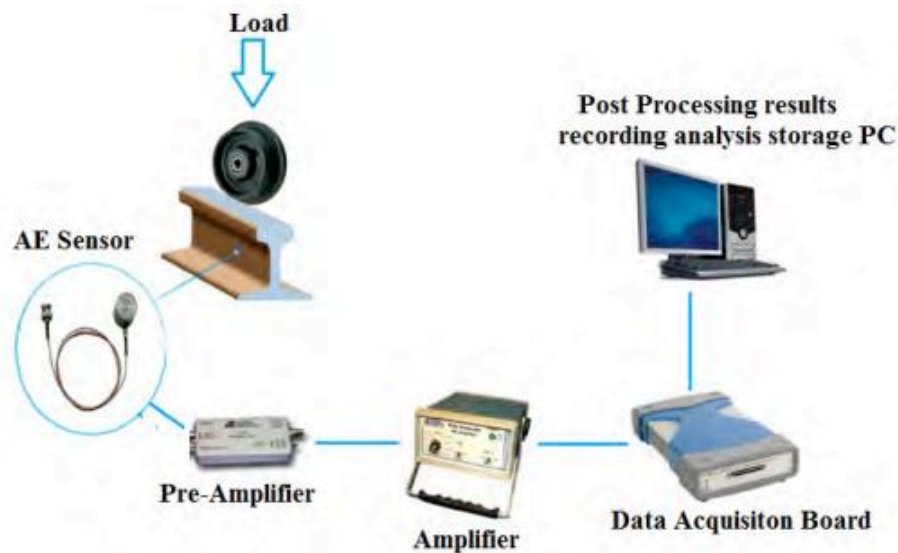 Load
Post Processing results
recording analysis storage PC
AE Sensor
Pre-Amplifier
Amplifier
Data Acquisiton Board